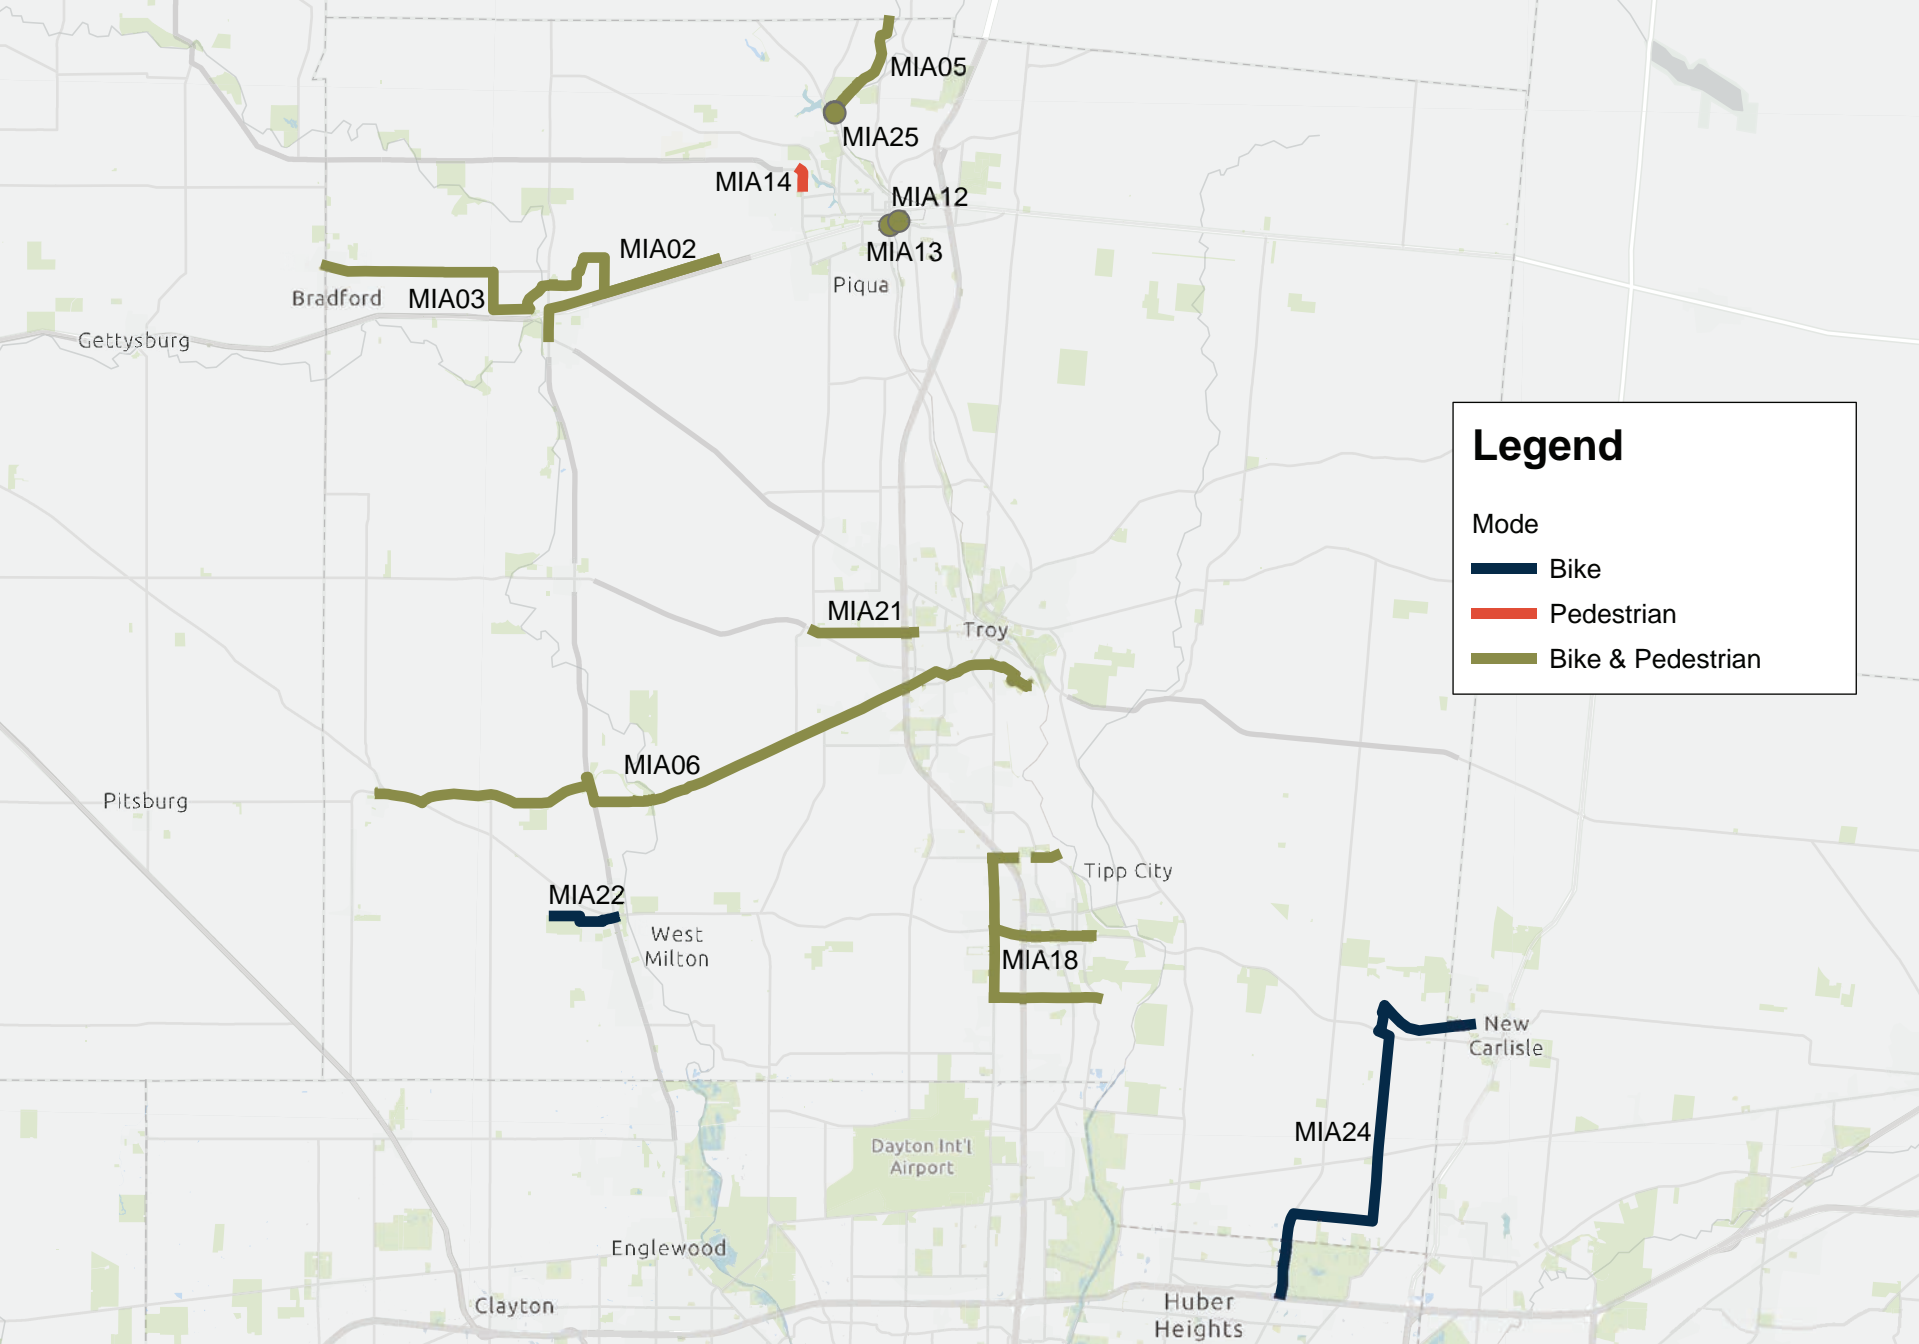 MIA05
MIA25
MIA14
MIA12
MIA02
MIA13
Piqua
Bradford
MIA03
Gettysburg
Legend
Mode
Bike
Pedestrian
Bike & Pedestrian
MIA21
Troy
MIA06
Pitsburg
Tipp City
MIA22
West
Milton
MIA18
New
Carlisle
MIA24
Dayton Int'l
Airport
Englewood
Clayton
Huber
Heights